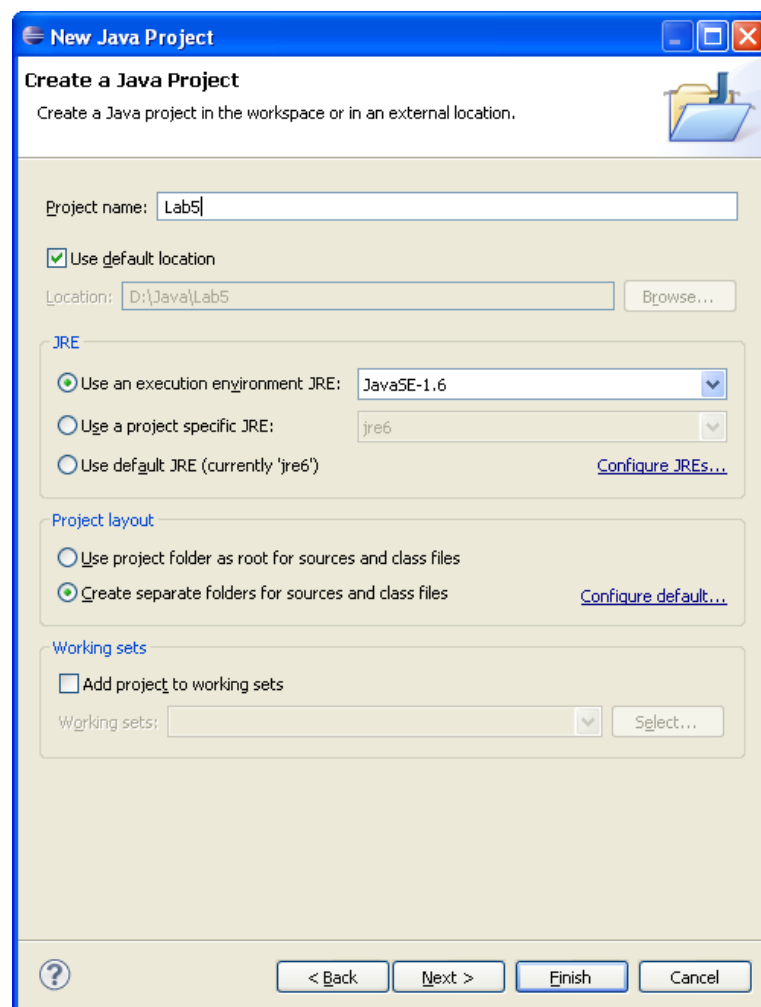 New Java Project
Create a Java Project
Create a Java project in the workspace or in an external location.
Project name: Lab5
Use default location
Location: D:\Java\Lab5 Browse...
JRE
Use an execution environment JRE: JavaSE-1.6
Use a project specific JRE: jre6
Use default JRE (currently 'jre6') Configure JREs...
Project layout
Use project folder as root for sources and class files
Create separate folders for sources and class files Configure default...
Working sets
Add project to working sets
Working sets: Select...
? < Back Next > Finish Cancel